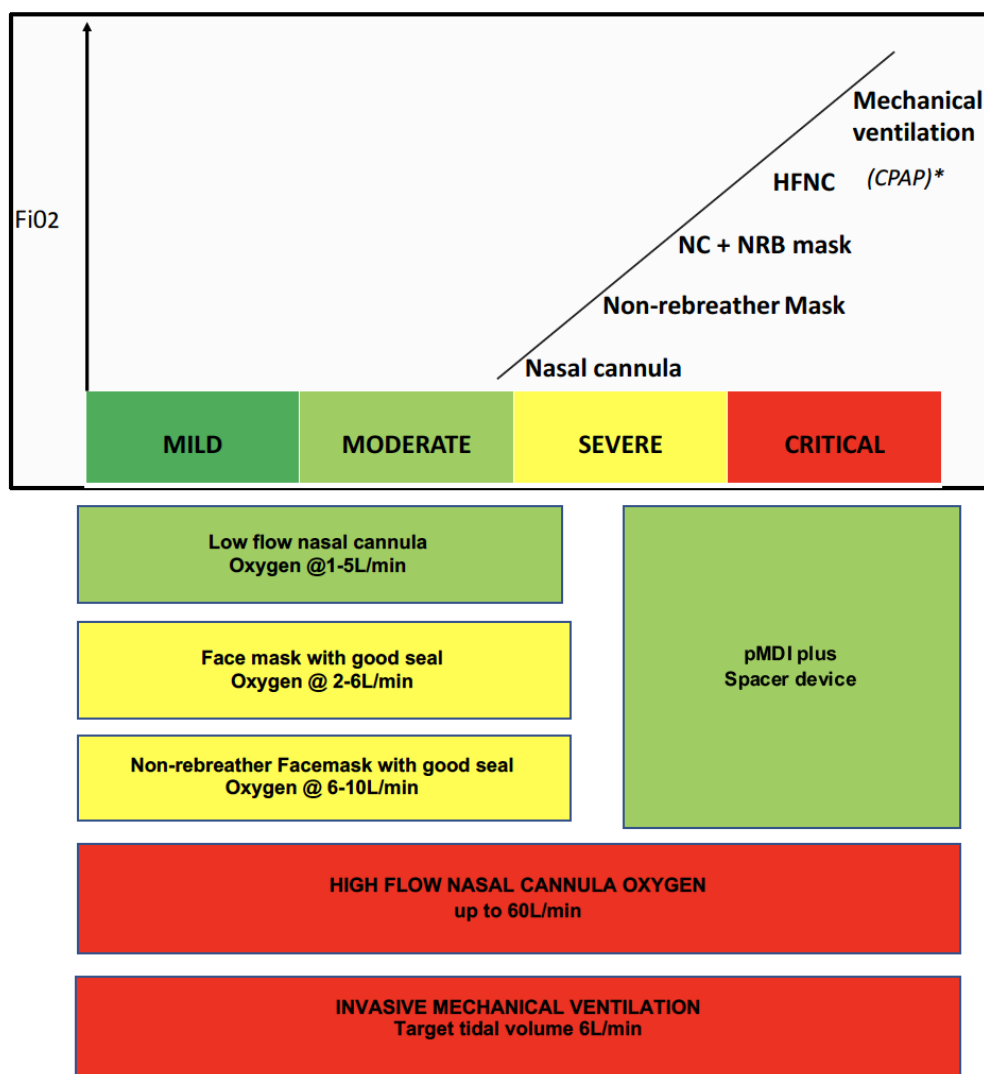 Mechanical
ventilation
HFNC (CPAP)*
Fi02
NC + NRB mask
Non-rebreather Mask
Nasal cannula
MILD MODERATE SEVERE CRITICAL
Low flow nasal cannula
Oxygen @1-5L/min
Face mask with good seal
Oxygen @ 2-6L/min
Non-rebreather Facemask with good seal
Oxygen @ 6-10L/min
pMDI plus
Spacer device
HIGH FLOW NASAL CANNULA OXYGEN
up to 60L/min
INVASIVE MECHANICAL VENTILATION
Target tidal volume 6L/min